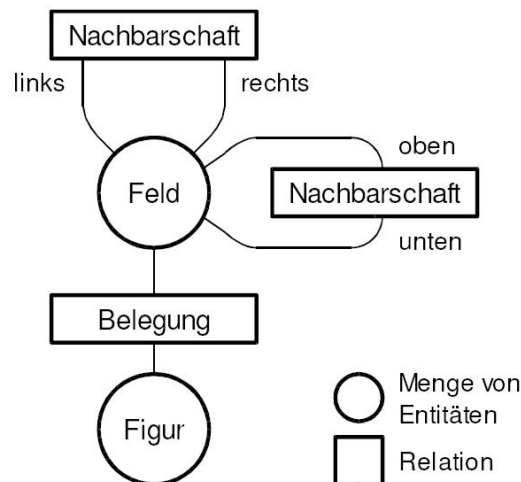 Nachbarschaft
links
rechts
oben
Feld
Nachbarschaft
unten
Belegung
Figur
Menge von
Entitäten
Relation